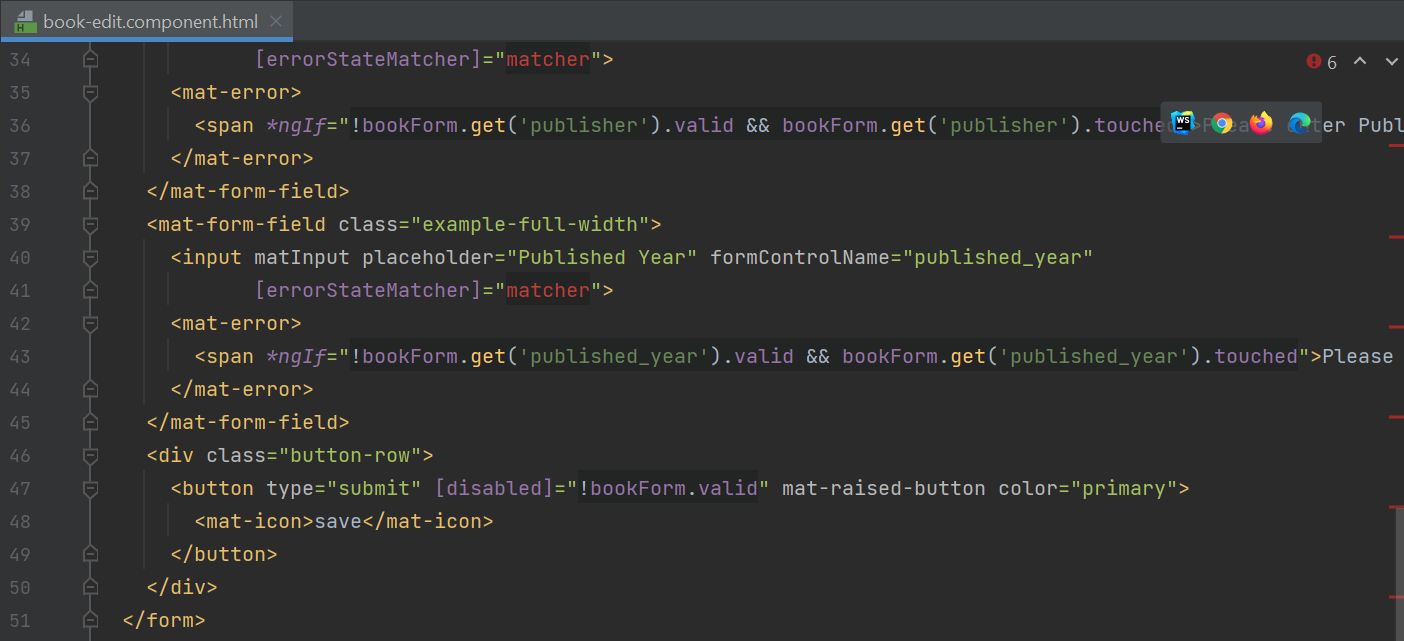 book-edit.component.html
6
34 [errorStateMatcher]="matcher">
35 <mat-error>
36 <span *ngIf="!bookForm.get('publisher').valid && bookForm.get('publisher').touched">Please enter Publ
37 </mat-error>
38 </mat-form-field>
39 <mat-form-field class="example-full-width">
40 <input matInput placeholder="Published Year" formControlName="published_year"
41 [errorStateMatcher]="matcher">
42 <mat-error>
43 <span *ngIf="!bookForm.get('published_year').valid && bookForm.get('published_year').touched">Please
44 </mat-error>
45 </mat-form-field>
46 <div class="button-row">
47 <button type="submit" [disabled]="!bookForm.valid" mat-raised-button color="primary">
48 <mat-icon>save</mat-icon>
49 </button>
50 </div>
51 </form>